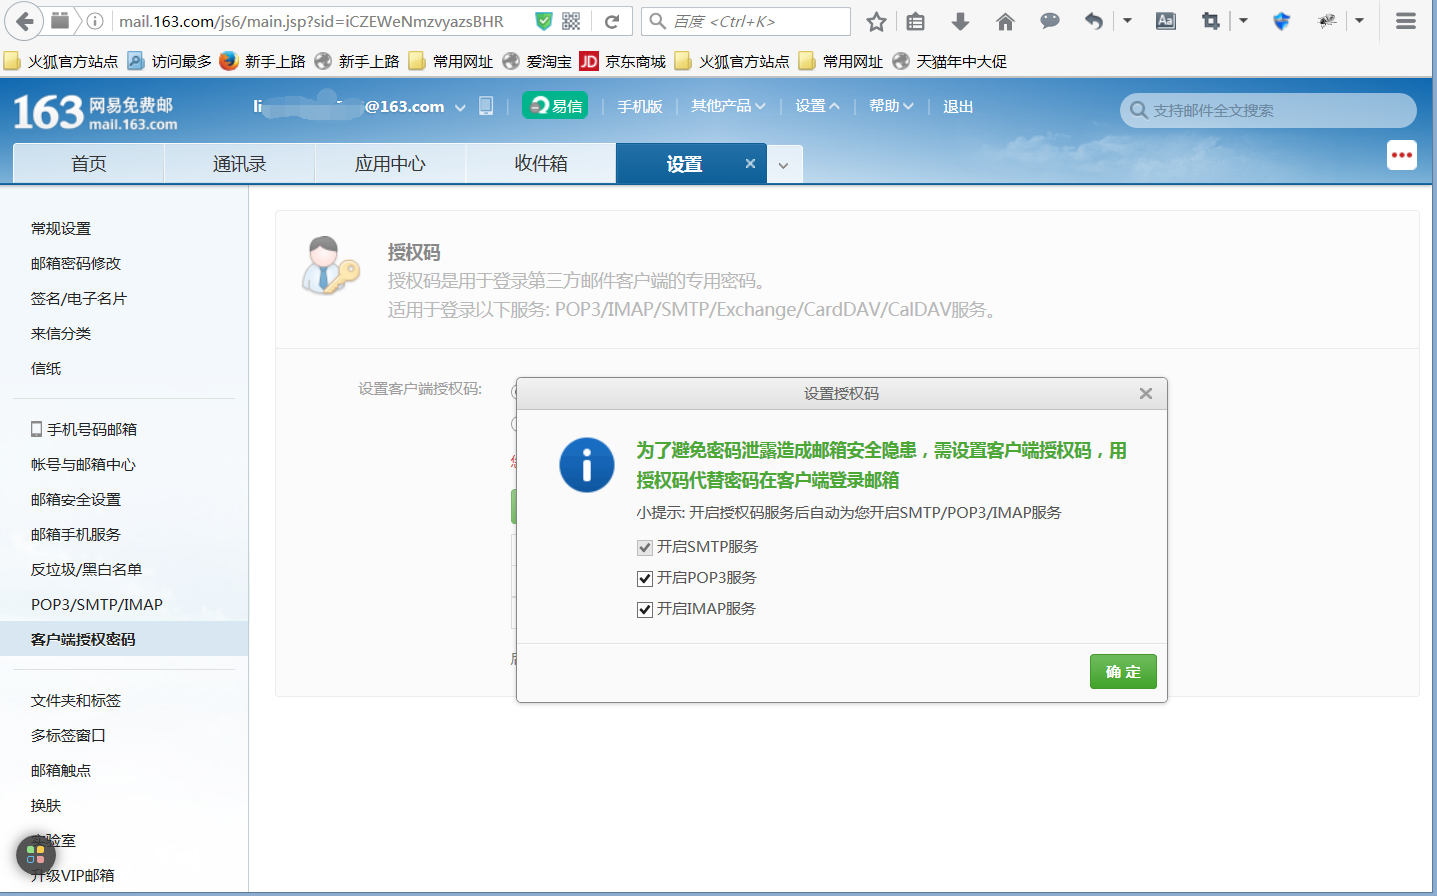 mail.163.com/js6/main.jsp?sid=iCZEWeNmzvyazsBHR
百度 <Ctrl+K>
火狐官方站点 访问最多 新手上路 新手上路 常用网址 爱淘宝 JD 京东商城 火狐官方站点 常用网址 天猫年中大促
163 网易免费邮
mail.163.com
li @163.com 易信 手机版 其他产品 设置 帮助 退出
支持邮件全文搜索
首页 通讯录 应用中心 收件箱 设置
常规设置
邮箱密码修改
签名/电子名片
来信分类
信纸
手机号码邮箱
帐号与邮箱中心
邮箱安全设置
邮箱手机服务
反垃圾/黑白名单
POP3/SMTP/IMAP
客户端授权密码
文件夹和标签
多标签窗口
邮箱触点
换肤
实验室
升级VIP邮箱
授权码
授权码是用于登录第三方邮件客户端的专用密码。
适用于登录以下服务: POP3/IMAP/SMTP/Exchange/CardDAV/CalDAV服务。
设置客户端授权码:
设置授权码
为了避免密码泄露造成邮箱安全隐患，需设置客户端授权码，用
授权码代替密码在客户端登录邮箱
小提示: 开启授权码服务后自动为您开启SMTP/POP3/IMAP服务
开启SMTP服务
开启POP3服务
开启IMAP服务
确 定